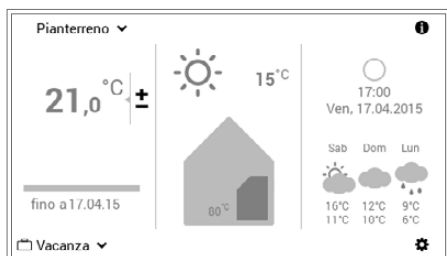 Pianterreno
21,0 °C ±
fino a 17.04.15
15°C
80°C
17:00
Ven, 17.04.2015
Sab Dom Lun
16°C 12°C 9°C
11°C 10°C 6°C
Vacanza